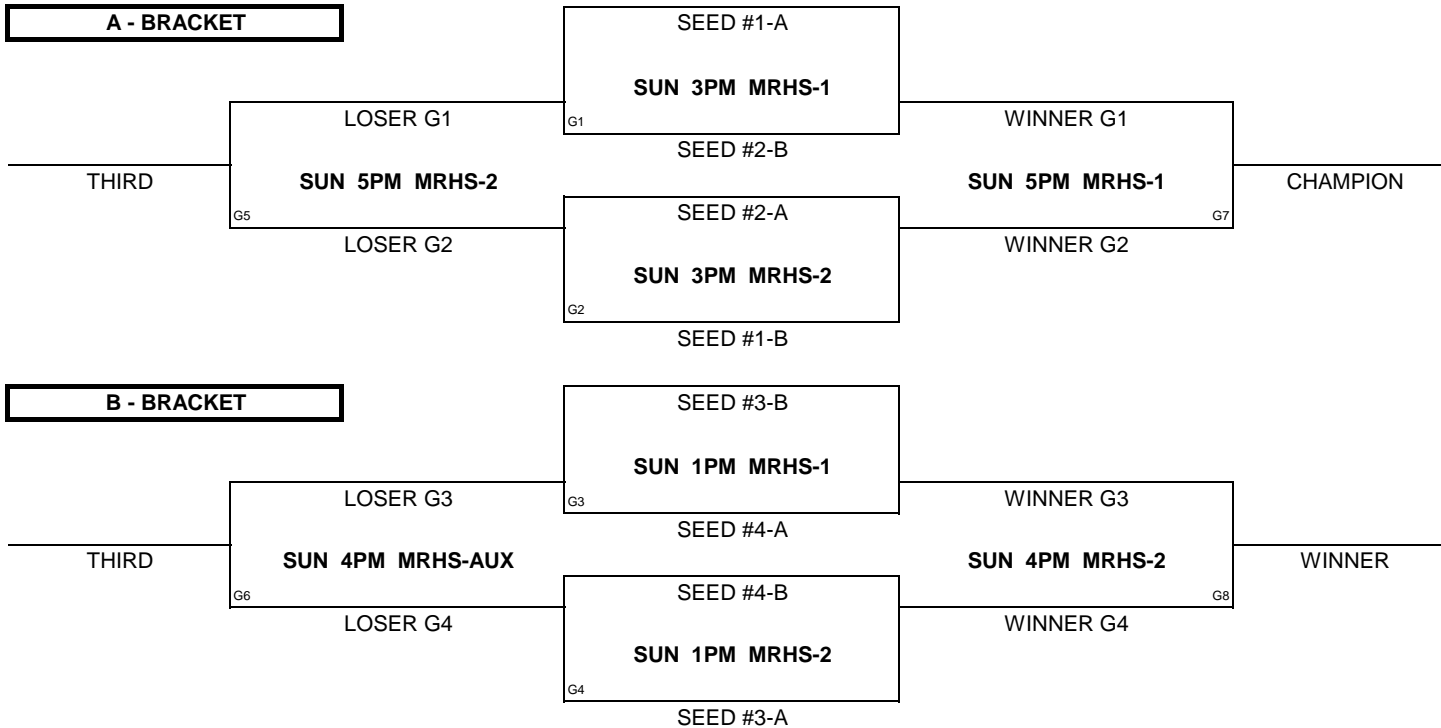 A - BRACKET
SEED #1-A
SUN 3PM MRHS-1
LOSER G1
G1
WINNER G1
SEED #2-B
THIRD
SUN 5PM MRHS-2
SUN 5PM MRHS-1
CHAMPION
G5
SEED #2-A
G7
LOSER G2
WINNER G2
SUN 3PM MRHS-2
G2
SEED #1-B
B - BRACKET
SEED #3-B
SUN 1PM MRHS-1
LOSER G3
G3
WINNER G3
SEED #4-A
THIRD
SUN 4PM MRHS-AUX
SUN 4PM MRHS-2
WINNER
G6
SEED #4-B
G8
LOSER G4
WINNER G4
SUN 1PM MRHS-2
G4
SEED #3-A